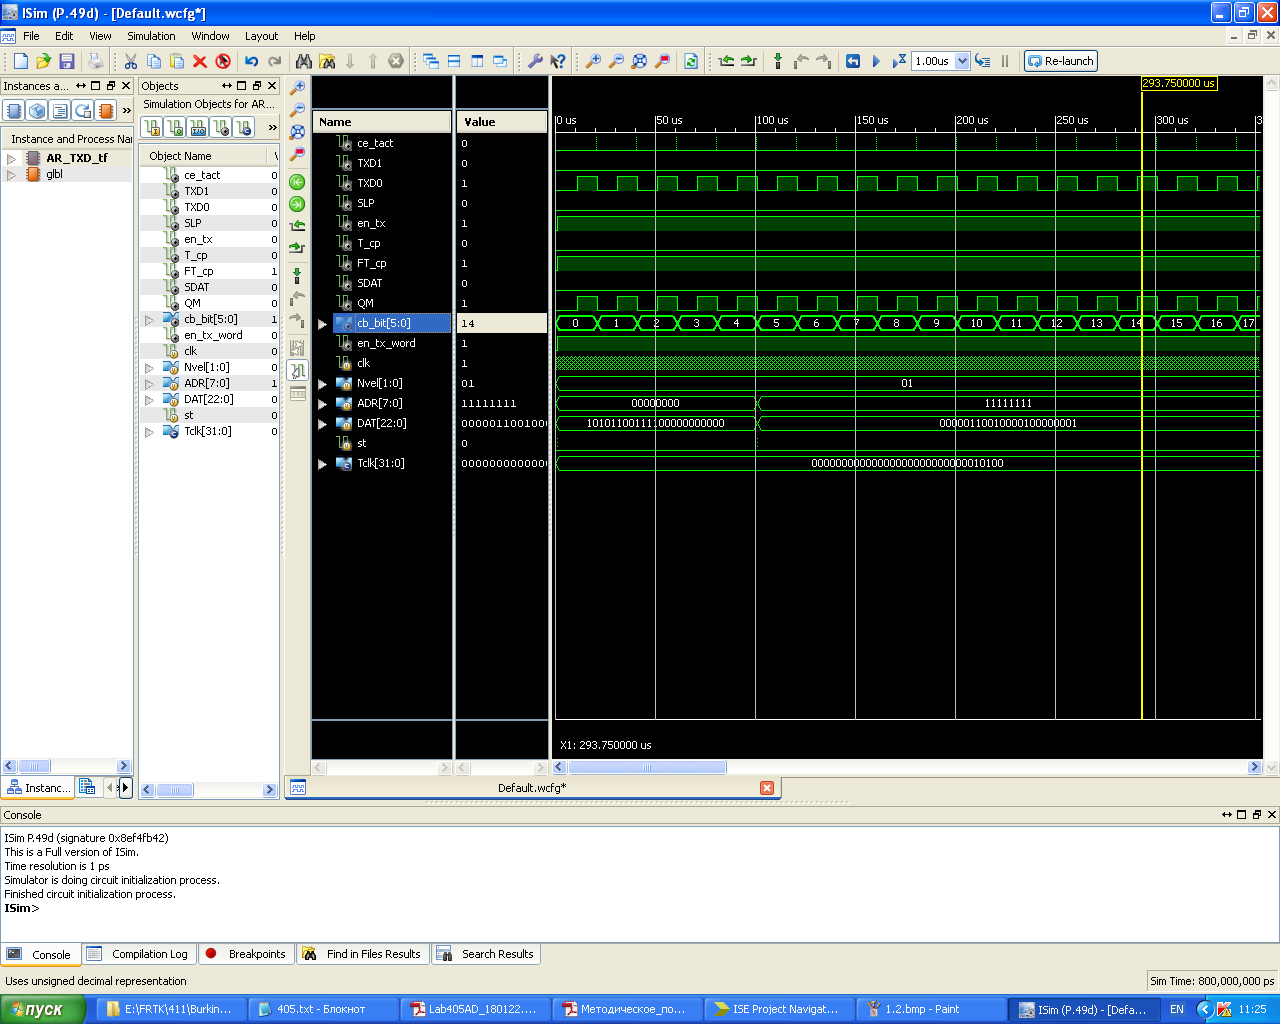 ISim (P.49d) - [Default.wcfg*]
File Edit View Simulation Window Layout Help
1.00us Re-launch
Instances a...
Objects
Simulation Objects for AR...
Instance and Process Nar
AR_TXD_tf
glbl
Object Name
ce_tact 0
TXD1 0
TXD0 0
SLP 0
en_tx 0
T_cp 0
FT_cp 1
SDAT 0
QM 0
cb_bit[5:0] 1
en_tx_word 0
clk 0
Nvel[1:0] 0
ADR[7:0] 1
DAT[22:0] 0
st 0
Tclk[31:0] 0
Name Value
ce_tact 0
TXD1 0
TXD0 1
SLP 0
en_tx 1
T_cp 0
FT_cp 1
SDAT 0
QM 1
cb_bit[5:0] 14
en_tx_word 1
clk 1
Nvel[1:0] 01
ADR[7:0] 11111111
DAT[22:0] 00000110010000
st 0
Tclk[31:0]
293.750000 us
0 us 50 us 100 us 150 us 200 us 250 us 300 us
0 1 2 3 4 5 6 7 8 9 10 11 12 13 14 15 16 17
01
00000000 11111111
10101100111100000000000 00000110010000100000001
00000000000000000000000000010100
X1: 293.750000 us
Instanc...
Default.wcfg*
Console
ISim P.49d (signature 0x8ef4fb42)
This is a Full version of ISim.
Time resolution is 1 ps
Simulator is doing circuit initialization process.
Finished circuit initialization process.
ISim>
Console Compilation Log Breakpoints Find in Files Results Search Results
Uses unsigned decimal representation
Sim Time: 800,000,000 ps
пуск E:\FRTK\411\Burkin... 405.txt - Блокнот Lab405AD_180122.... Методическое_по... ISE Project Navigat... 1.2.bmp - Paint ISim (P.49d) - [Defa... EN 11:25